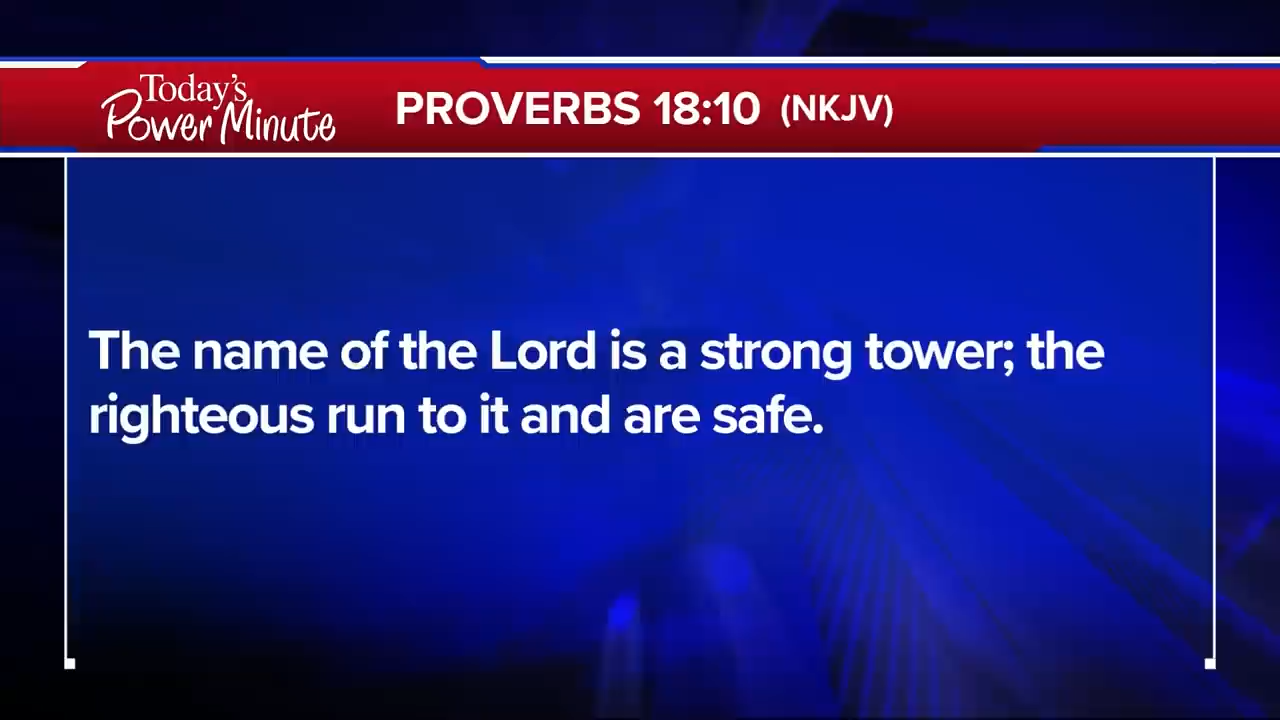 Today's
Power Minute
PROVERBS 18:10 (NKJV)
The name of the Lord is a strong tower; the
righteous run to it and are safe.